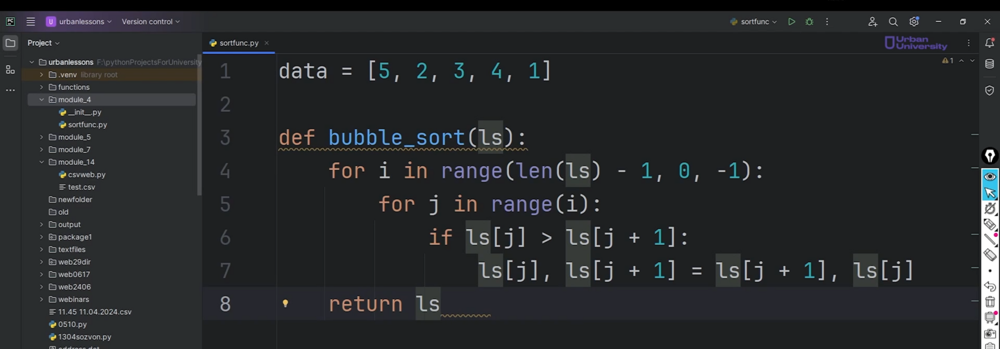 PC
U urbanlessons Version control sortfunc
Project
sortfunc.py
Urban
University
urbanlessons F:\pythonProjectsForUniversity
.venv library root
functions
module_4
__init__.py
sortfunc.py
module_5
module_7
module_14
csvweb.py
test.csv
newfolder
old
output
package1
textfiles
web29dir
web0617
web2406
webinars
11.45 11.04.2024.csv
0510.py
1304sozvon.py
address.dat
1
1 data = [5, 2, 3, 4, 1]
2
3 def bubble_sort(ls):
4 for i in range(len(ls) - 1, 0, -1):
5 for j in range(i):
6 if ls[j] > ls[j + 1]:
7 ls[j], ls[j + 1] = ls[j + 1], ls[j]
8 return ls